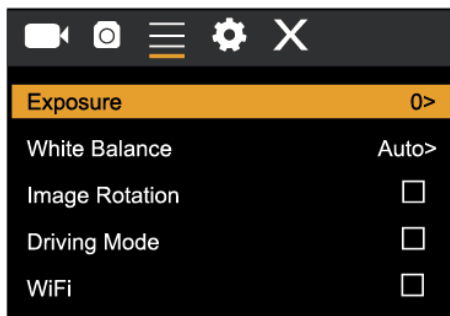 Exposure 0>
White Balance Auto>
Image Rotation
Driving Mode
WiFi